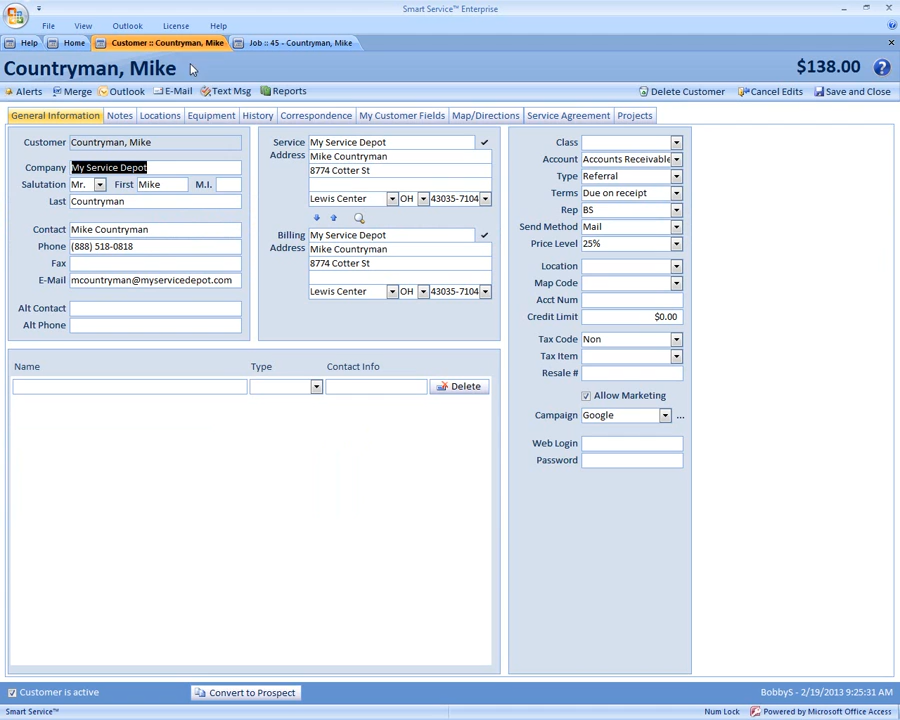 Smart Service™ Enterprise
File View Outlook License Help
Help Home Customer :: Countryman, Mike Job :: 45 - Countryman, Mike
Countryman, Mike $138.00
Alerts Merge Outlook E-Mail Text Msg Reports Delete Customer Cancel Edits Save and Close
General Information Notes Locations Equipment History Correspondence My Customer Fields Map/Directions Service Agreement Projects
Customer Countryman, Mike
Company My Service Depot
Salutation Mr. First Mike M.I.
Last Countryman
Contact Mike Countryman
Phone (888) 518-0818
Fax
E-Mail mcountryman@myservicedepot.com
Alt Contact
Alt Phone
Service Address My Service Depot
Mike Countryman
8774 Cotter St
Lewis Center OH 43035-7104
Billing Address My Service Depot
Mike Countryman
8774 Cotter St
Lewis Center OH 43035-7104
Class
Account Accounts Receivable
Type Referral
Terms Due on receipt
Rep BS
Send Method Mail
Price Level 25%
Location
Map Code
Acct Num
Credit Limit $0.00
Tax Code Non
Tax Item
Resale #
Allow Marketing
Campaign Google ...
Web Login
Password
Name Type Contact Info
Delete
Customer is active Convert to Prospect BobbyS - 2/19/2013 9:25:31 AM
Smart Service™ Num Lock Powered by Microsoft Office Access